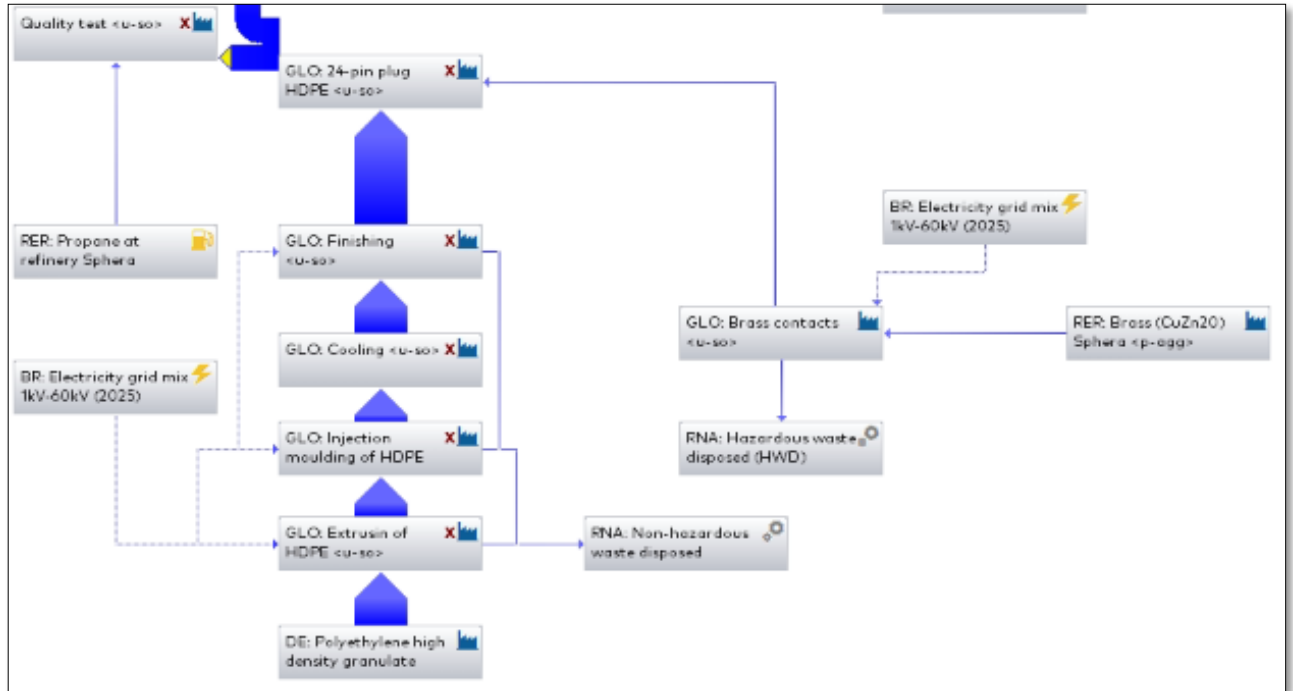 Quality test <u-so>
GLO: 24-pin plug
HDPE <u-so>
BR: Electricity grid mix
1kV-60kV (2025)
RER: Propane at
refinery Sphera
GLO: Finishing
<u-so>
GLO: Brass contacts
<u-so>
RER: Brass (CuZn20)
Sphera <p-agg>
GLO: Cooling <u-so>
BR: Electricity grid mix
1kV-60kV (2025)
GLO: Injection
moulding of HDPE
RNA: Hazardous waste
disposed (HWD)
GLO: Extrusin of
HDPE <u-so>
RNA: Non-hazardous
waste disposed
DE: Polyethylene high
density granulate